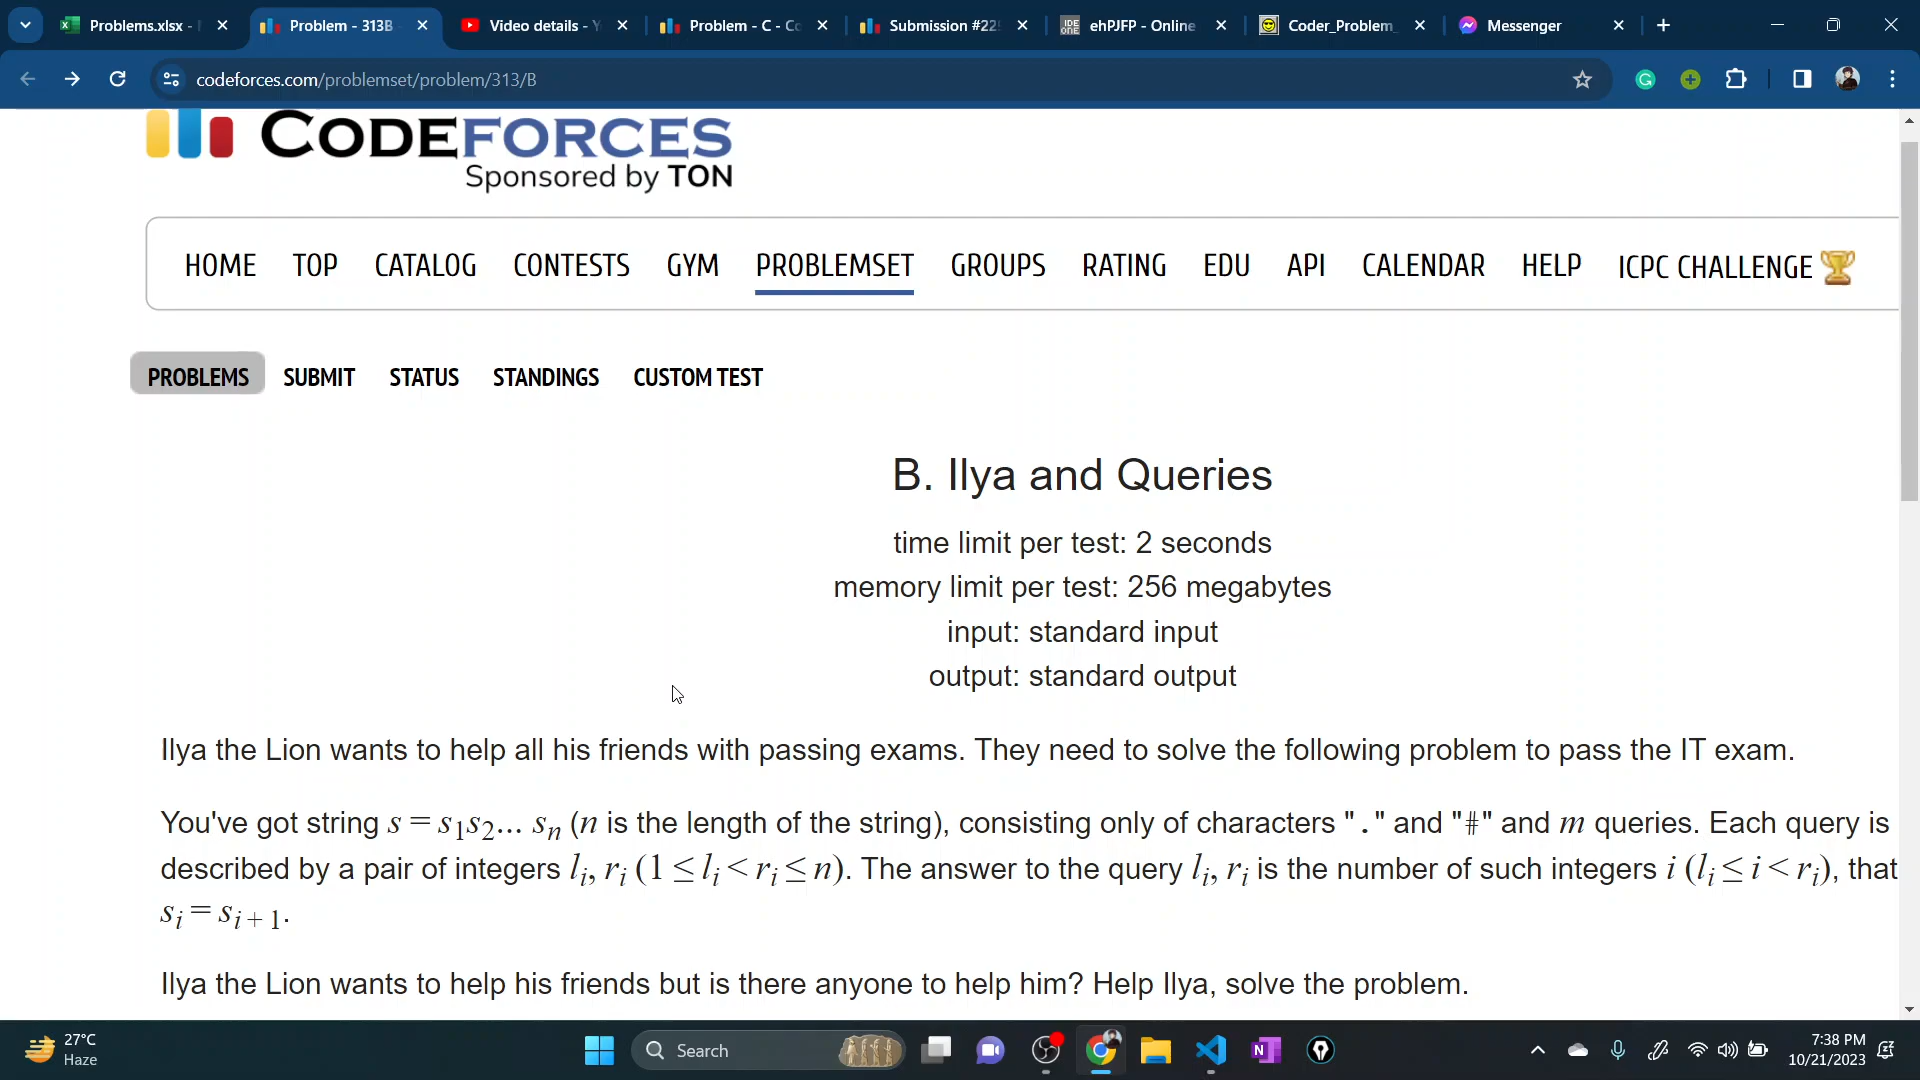 Problems.xlsx -
Problem - 313B
Video details - Y
Problem - C - Co
Submission #225
ehPJFP - Online
Coder_Problem_
Messenger
codeforces.com/problemset/problem/313/B
CODEFORCES
Sponsored by TON
HOME TOP CATALOG CONTESTS GYM PROBLEMSET GROUPS RATING EDU API CALENDAR HELP ICPC CHALLENGE 🏆
PROBLEMS SUBMIT STATUS STANDINGS CUSTOM TEST
B. Ilya and Queries
time limit per test: 2 seconds
memory limit per test: 256 megabytes
input: standard input
output: standard output
Ilya the Lion wants to help all his friends with passing exams. They need to solve the following problem to pass the IT exam.
You've got string s = s₁s₂... sₙ (n is the length of the string), consisting only of characters "." and "#" and m queries. Each query is
described by a pair of integers lᵢ, rᵢ (1 ≤ lᵢ < rᵢ ≤ n). The answer to the query lᵢ, rᵢ is the number of such integers i (lᵢ ≤ i < rᵢ), that
sᵢ = sᵢ₊₁.
Ilya the Lion wants to help his friends but is there anyone to help him? Help Ilya, solve the problem.
27°C
Haze
Search
7:38 PM
10/21/2023